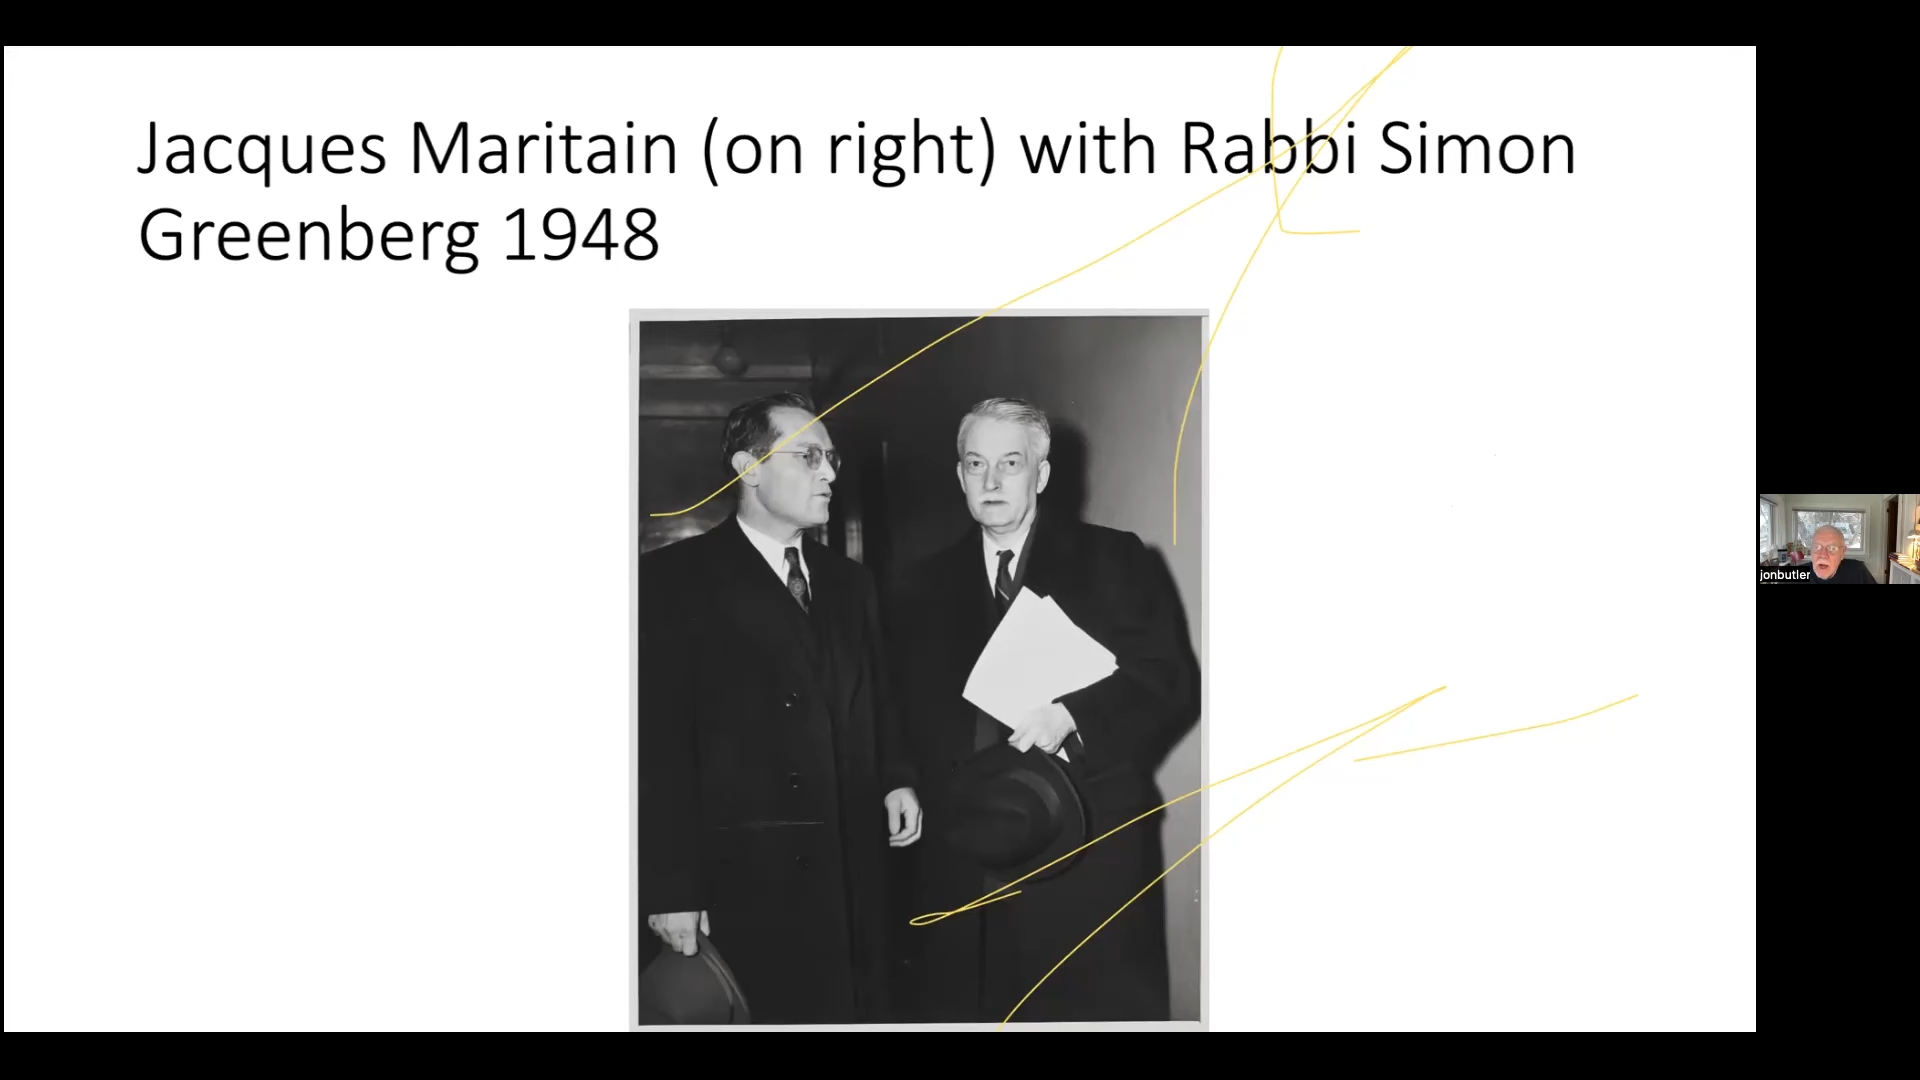 Jacques Maritain (on right) with Rabbi Simon
Greenberg 1948
jonbutler